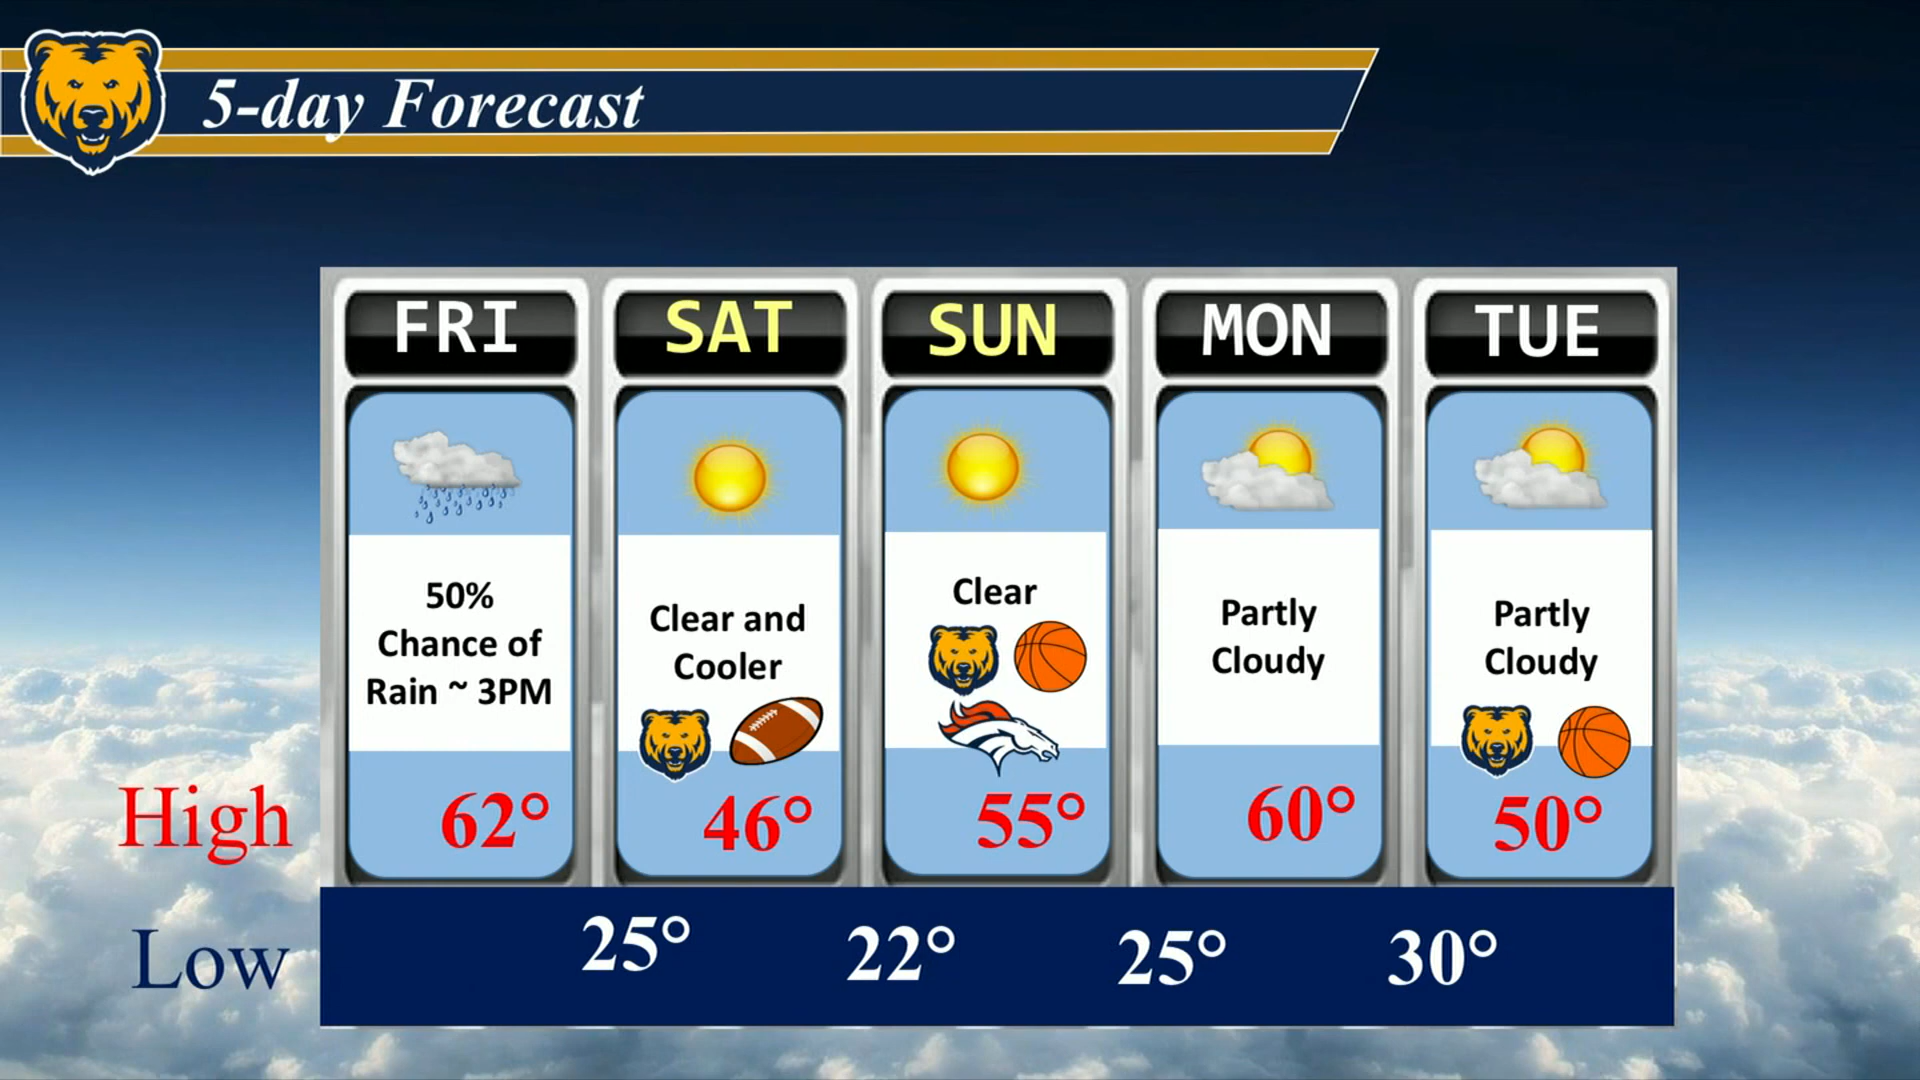 5-day Forecast
FRI
SAT
SUN
MON
TUE
50%
Chance of
Rain ~ 3PM
Clear and
Cooler
Clear
Partly
Cloudy
Partly
Cloudy
High
62°
46°
55°
60°
50°
Low
25°
22°
25°
30°